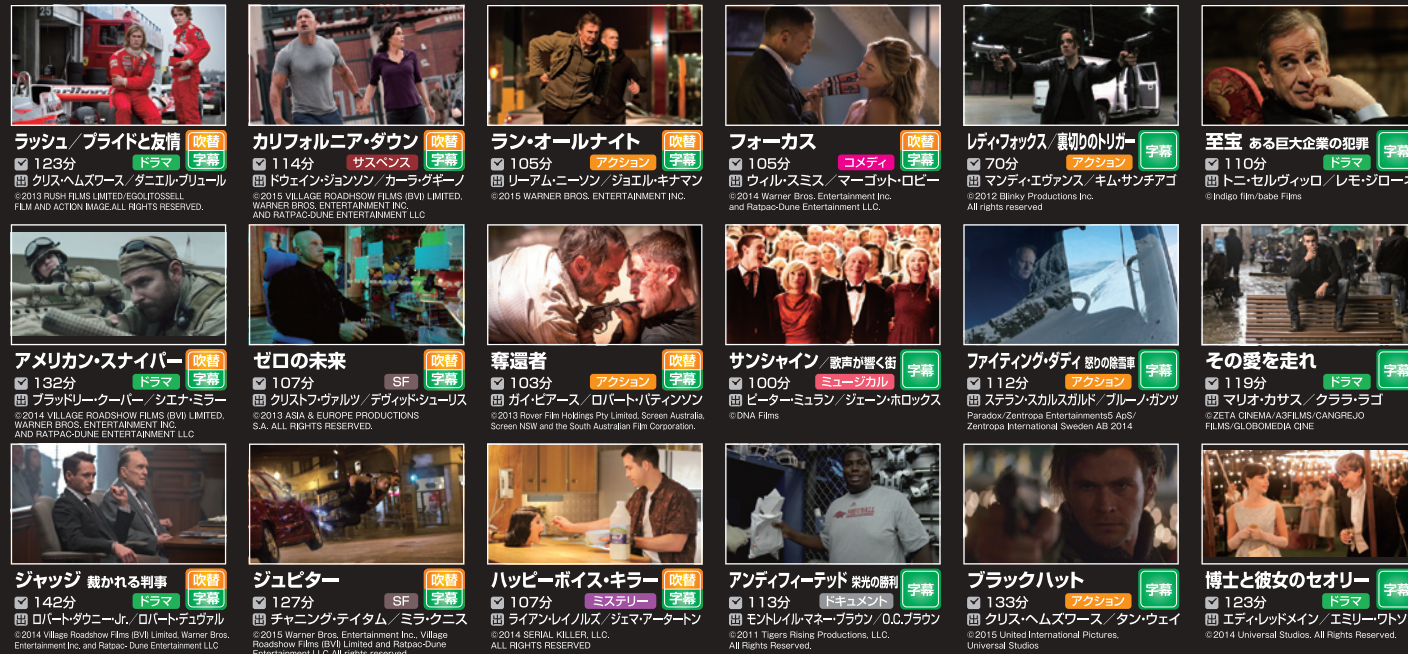 ラッシュ/プライドと友情 吹替 字幕
123分 ドラマ
出 クリス・ヘムズワース/ダニエル・ブリュール
©2013 RUSH FILMS LIMITED/EGOLITOSSELL
FILM AND ACTION IMAGE.ALL RIGHTS RESERVED.
カリフォルニア・ダウン 吹替 字幕
114分 サスペンス
出 ドウェイン・ジョンソン/カーラ・グギーノ
©2015 VILLAGE ROADHSOW FILMS (BVI) LIMITED,
WARNER BROS. ENTERTAINMENT INC.
AND RATPAC-DUNE ENTERTAINMENT LLC
ラン・オールナイト 吹替 字幕
105分 アクション
出 リーアム・ニーソン/ジョエル・キナマン
©2015 WARNER BROS. ENTERTAINMENT INC.
フォーカス 吹替 字幕
105分 コメディ
出 ウィル・スミス/マーゴット・ロビー
©2014 Warner Bros. Entertainment Inc.
and Ratpac-Dune Entertainment LLC.
レディ・フォックス/裏切りのトリガー 字幕
70分 アクション
出 マンディ・エヴァンス/キム・サンチアゴ
©2012 Blinky Productions Inc.
All rights reserved
至宝 ある巨大企業の犯罪 字幕
110分 ドラマ
出 トニ・セルヴィッロ/レモ・ジローネ
©Indigo film/babe Films
アメリカン・スナイパー 吹替 字幕
132分 ドラマ
出 ブラッドリー・クーパー/シエナ・ミラー
©2014 VILLAGE ROADSHOW FILMS (BVI) LIMITED,
WARNER BROS. ENTERTAINMENT INC.
AND RATPAC-DUNE ENTERTAINMENT LLC
ゼロの未来 吹替 字幕
107分 SF
出 クリストフ・ヴァルツ/デヴィッド・シューリス
©2013 ASIA & EUROPE PRODUCTIONS
S.A. ALL RIGHTS RESERVED.
奪還者 吹替 字幕
103分 アクション
出 ガイ・ピアース/ロバート・パティンソン
©2013 Rover Film Holdings Pty Limited, Screen Australia,
Screen NSW and the South Australian Film Corporation.
サンシャイン/歌声が響く街 字幕
100分 ミュージカル
出 ピーター・ミュラン/ジェーン・ホロックス
©DNA Films
ファイティング・ダディ 怒りの除雪車 字幕
112分 アクション
出 ステラン・スカルスガルド/ブルーノ・ガンツ
Paradox/Zentropa Entertainments5 ApS/
Zentropa International Sweden AB 2014
その愛を走れ 字幕
119分 ドラマ
出 マリオ・カサス/クララ・ラゴ
©ZETA CINEMA/A3FILMS/CANGREJO
FILMS/GLOBOMEDIA CINE
ジャッジ 裁かれる判事 吹替 字幕
142分 ドラマ
出 ロバート・ダウニー・Jr./ロバート・デュヴァル
©2014 Village Roadshow Films (BVI) Limited, Warner Bros.
Entertainment Inc. and Ratpac- Dune Entertainment LLC
ジュピター 吹替 字幕
127分 SF
出 チャニング・テイタム/ミラ・クニス
©2015 Warner Bros. Entertainment Inc., Village
Roadshow Films (BVI) Limited and Ratpac-Dune
Entertainment LLC All rights reserved
ハッピーボイス・キラー 吹替 字幕
107分 ミステリー
出 ライアン・レイノルズ/ジェマ・アータートン
©2014 SERIAL KILLER, LLC.
ALL RIGHTS RESERVED
アンディフィーテッド 栄光の勝利 字幕
113分 ドキュメント
出 モントレイル・マネー・ブラウン/O.C.ブラウン
©2011 Tigers Rising Productions, LLC.
All Rights Reserved.
ブラックハット 字幕
133分 アクション
出 クリス・ヘムズワース/タン・ウェイ
©2015 United International Pictures,
Universal Studios
博士と彼女のセオリー 字幕
123分 ドラマ
出 エディ・レッドメイン/エミリー・ワトソ
©2014 Universal Studios. All Rights Reserved.